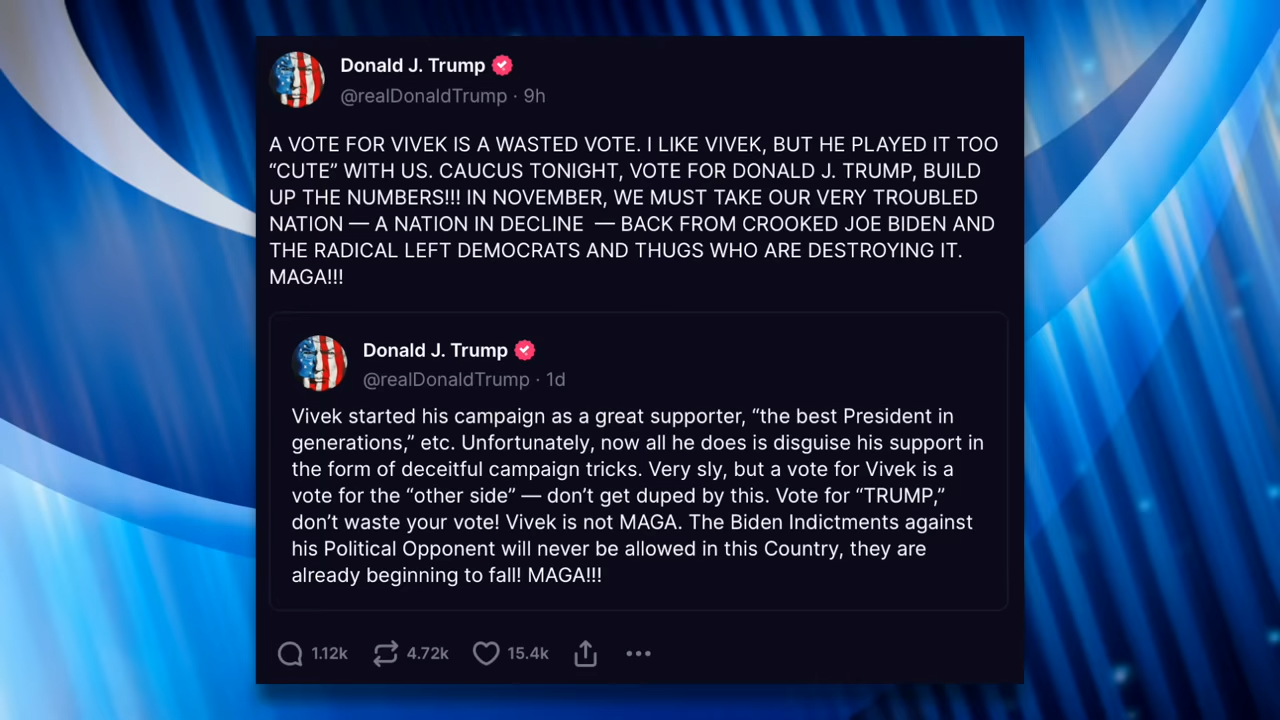 Donald J. Trump
@realDonaldTrump · 9h
A VOTE FOR VIVEK IS A WASTED VOTE. I LIKE VIVEK, BUT HE PLAYED IT TOO
“CUTE” WITH US. CAUCUS TONIGHT, VOTE FOR DONALD J. TRUMP, BUILD
UP THE NUMBERS!!! IN NOVEMBER, WE MUST TAKE OUR VERY TROUBLED
NATION — A NATION IN DECLINE — BACK FROM CROOKED JOE BIDEN AND
THE RADICAL LEFT DEMOCRATS AND THUGS WHO ARE DESTROYING IT.
MAGA!!!
Donald J. Trump
@realDonaldTrump · 1d
Vivek started his campaign as a great supporter, “the best President in
generations,” etc. Unfortunately, now all he does is disguise his support in
the form of deceitful campaign tricks. Very sly, but a vote for Vivek is a
vote for the “other side” — don’t get duped by this. Vote for “TRUMP,”
don’t waste your vote! Vivek is not MAGA. The Biden Indictments against
his Political Opponent will never be allowed in this Country, they are
already beginning to fall! MAGA!!!
1.12k 4.72k 15.4k